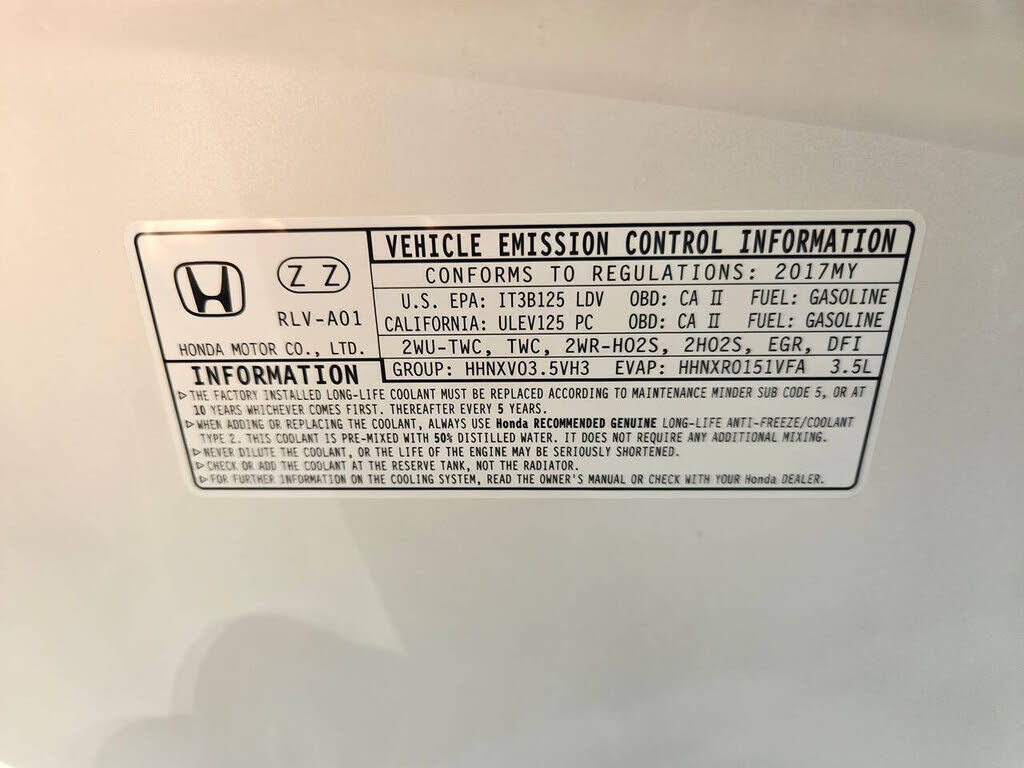 VEHICLE EMISSION CONTROL INFORMATION
Z Z
RLV-A01
HONDA MOTOR CO., LTD.
CONFORMS TO REGULATIONS: 2017MY
U.S. EPA: IT3B125 LDV OBD: CA II FUEL: GASOLINE
CALIFORNIA: ULEV125 PC OBD: CA II FUEL: GASOLINE
2WU-TWC, TWC, 2WR-HO2S, 2HO2S, EGR, DFI
GROUP: HHNXV03.5VH3 EVAP: HHNXR0151VFA 3.5L
INFORMATION
▷THE FACTORY INSTALLED LONG-LIFE COOLANT MUST BE REPLACED ACCORDING TO MAINTENANCE MINDER SUB CODE 5, OR AT
10 YEARS WHICHEVER COMES FIRST. THEREAFTER EVERY 5 YEARS.
▷WHEN ADDING OR REPLACING THE COOLANT, ALWAYS USE Honda RECOMMENDED GENUINE LONG-LIFE ANTI-FREEZE/COOLANT
TYPE 2. THIS COOLANT IS PRE-MIXED WITH 50% DISTILLED WATER. IT DOES NOT REQUIRE ANY ADDITIONAL MIXING.
▷NEVER DILUTE THE COOLANT, OR THE LIFE OF THE ENGINE MAY BE SERIOUSLY SHORTENED.
▷CHECK OR ADD THE COOLANT AT THE RESERVE TANK, NOT THE RADIATOR.
▷FOR FURTHER INFORMATION ON THE COOLING SYSTEM, READ THE OWNER'S MANUAL OR CHECK WITH YOUR Honda DEALER.